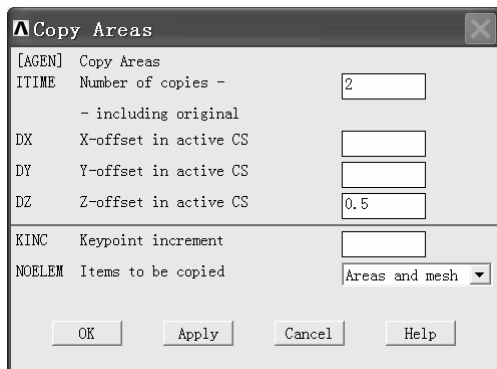 Copy Areas
[AGEN] Copy Areas
ITIME Number of copies - 2
- including original
DX X-offset in active CS
DY Y-offset in active CS
DZ Z-offset in active CS 0.5
KINC Keypoint increment
NOELEM Items to be copied Areas and mesh
OK Apply Cancel Help